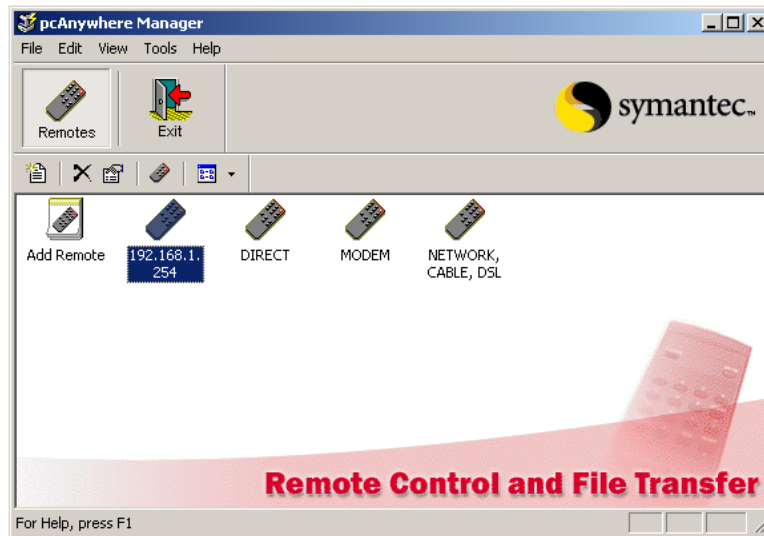 pcAnywhere Manager
File Edit View Tools Help
Remotes
Exit
symantec™
Add Remote
192.168.1.
254
DIRECT
MODEM
NETWORK,
CABLE, DSL
Remote Control and File Transfer
For Help, press F1